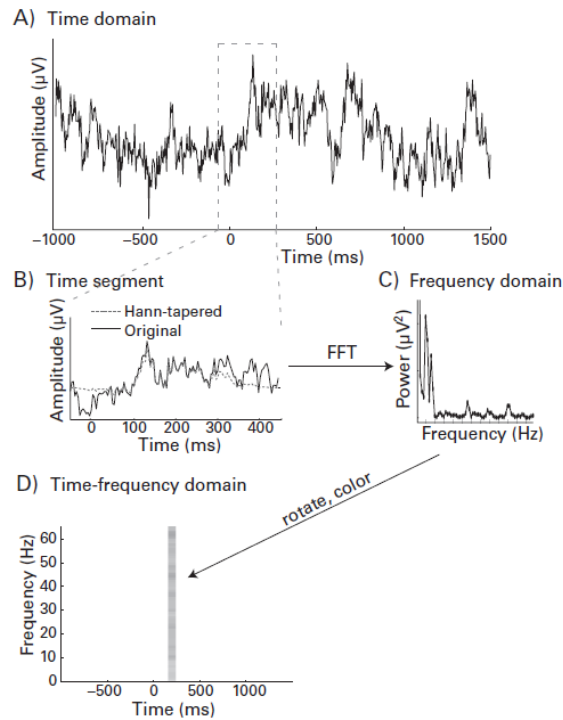 A) Time domain
Amplitude (µV)
−1000 −500 0 500 1000 1500
Time (ms)
B) Time segment
Hann-tapered
Original
Amplitude (µV)
0 100 200 300 400
Time (ms)
FFT
C) Frequency domain
Power (µV²)
Frequency (Hz)
rotate, color
D) Time-frequency domain
Frequency (Hz)
60
50
40
30
20
10
0
−500 0 500 1000
Time (ms)